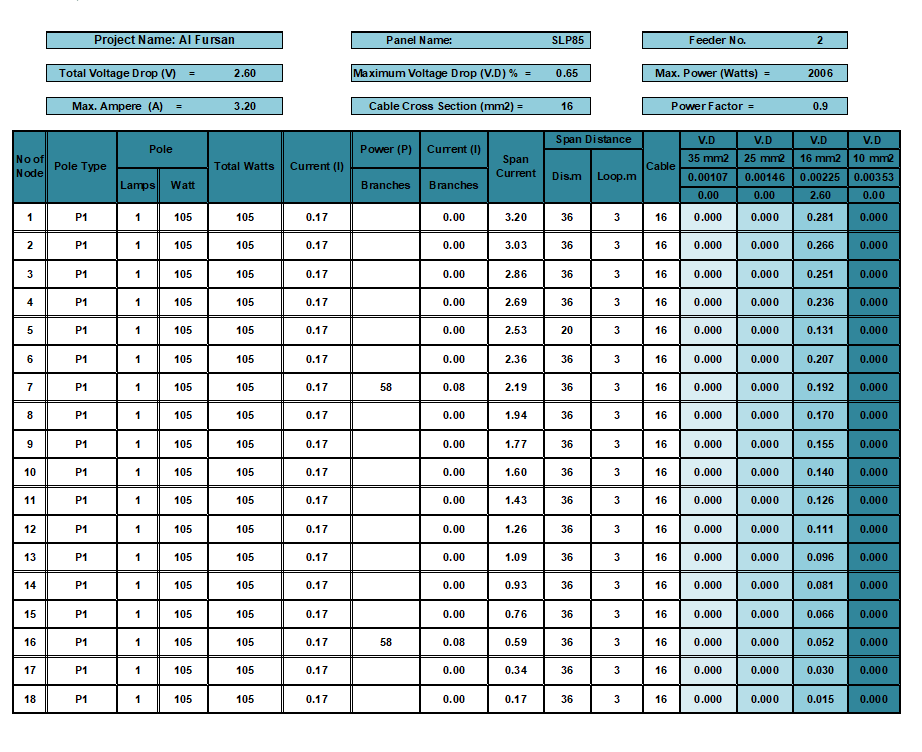 Project Name: Al Fursan Panel Name: SLP85 Feeder No. 2
Total Voltage Drop (V) = 2.60 Maximum Voltage Drop (V.D) % = 0.65 Max. Power (Watts) = 2006
Max. Ampere (A) = 3.20 Cable Cross Section (mm2) = 16 Power Factor = 0.9
No of Node Pole Type Pole Total Watts Current (I) Power (P) Current (I) Span Current Span Distance Cable V.D V.D V.D V.D
35 mm2 25 mm2 16 mm2 10 mm2
Lamps Watt Branches Branches Dis.m Loop.m 0.00107 0.00146 0.00225 0.00353
0.00 0.00 2.60 0.00
1 P1 1 105 105 0.17 0.00 3.20 36 3 16 0.000 0.000 0.281 0.000
2 P1 1 105 105 0.17 0.00 3.03 36 3 16 0.000 0.000 0.266 0.000
3 P1 1 105 105 0.17 0.00 2.86 36 3 16 0.000 0.000 0.251 0.000
4 P1 1 105 105 0.17 0.00 2.69 36 3 16 0.000 0.000 0.236 0.000
5 P1 1 105 105 0.17 0.00 2.53 20 3 16 0.000 0.000 0.131 0.000
6 P1 1 105 105 0.17 0.00 2.36 36 3 16 0.000 0.000 0.207 0.000
7 P1 1 105 105 0.17 58 0.08 2.19 36 3 16 0.000 0.000 0.192 0.000
8 P1 1 105 105 0.17 0.00 1.94 36 3 16 0.000 0.000 0.170 0.000
9 P1 1 105 105 0.17 0.00 1.77 36 3 16 0.000 0.000 0.155 0.000
10 P1 1 105 105 0.17 0.00 1.60 36 3 16 0.000 0.000 0.140 0.000
11 P1 1 105 105 0.17 0.00 1.43 36 3 16 0.000 0.000 0.126 0.000
12 P1 1 105 105 0.17 0.00 1.26 36 3 16 0.000 0.000 0.111 0.000
13 P1 1 105 105 0.17 0.00 1.09 36 3 16 0.000 0.000 0.096 0.000
14 P1 1 105 105 0.17 0.00 0.93 36 3 16 0.000 0.000 0.081 0.000
15 P1 1 105 105 0.17 0.00 0.76 36 3 16 0.000 0.000 0.066 0.000
16 P1 1 105 105 0.17 58 0.08 0.59 36 3 16 0.000 0.000 0.052 0.000
17 P1 1 105 105 0.17 0.00 0.34 36 3 16 0.000 0.000 0.030 0.000
18 P1 1 105 105 0.17 0.00 0.17 36 3 16 0.000 0.000 0.015 0.000